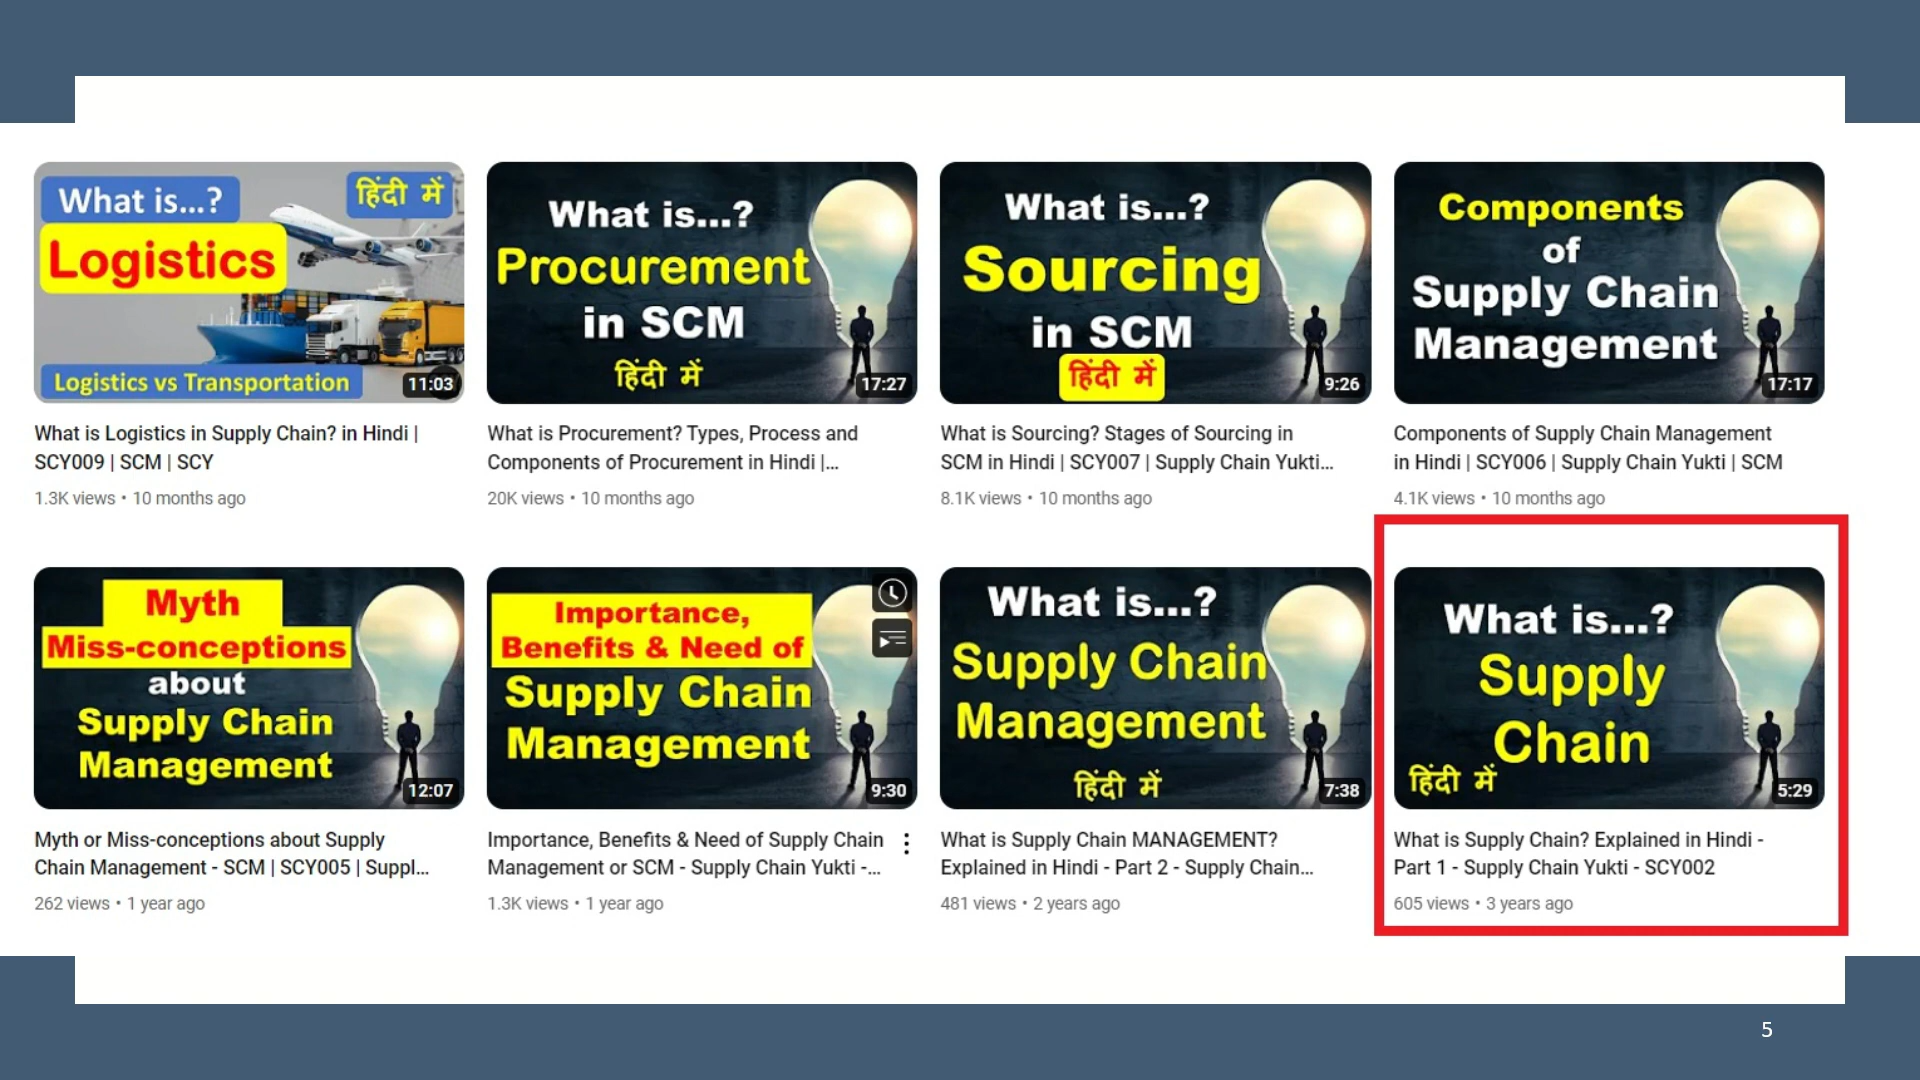 What is...?
हिंदी में
Logistics
Logistics vs Transportation
11:03
What is Logistics in Supply Chain? in Hindi |
SCY009 | SCM | SCY
1.3K views • 10 months ago
What is...?
Procurement
in SCM
हिंदी में
17:27
What is Procurement? Types, Process and
Components of Procurement in Hindi |...
20K views • 10 months ago
What is...?
Sourcing
in SCM
हिंदी में
9:26
What is Sourcing? Stages of Sourcing in
SCM in Hindi | SCY007 | Supply Chain Yukti...
8.1K views • 10 months ago
Components
of
Supply Chain
Management
17:17
Components of Supply Chain Management
in Hindi | SCY006 | Supply Chain Yukti | SCM
4.1K views • 10 months ago
Myth
Miss-conceptions
about
Supply Chain
Management
12:07
Myth or Miss-conceptions about Supply
Chain Management - SCM | SCY005 | Suppl...
262 views • 1 year ago
Importance,
Benefits & Need of
Supply Chain
Management
9:30
Importance, Benefits & Need of Supply Chain
Management or SCM - Supply Chain Yukti -...
1.3K views • 1 year ago
What is...?
Supply Chain
Management
हिंदी में
7:38
What is Supply Chain MANAGEMENT?
Explained in Hindi - Part 2 - Supply Chain...
481 views • 2 years ago
What is...?
Supply
Chain
हिंदी में
5:29
What is Supply Chain? Explained in Hindi -
Part 1 - Supply Chain Yukti - SCY002
605 views • 3 years ago
5